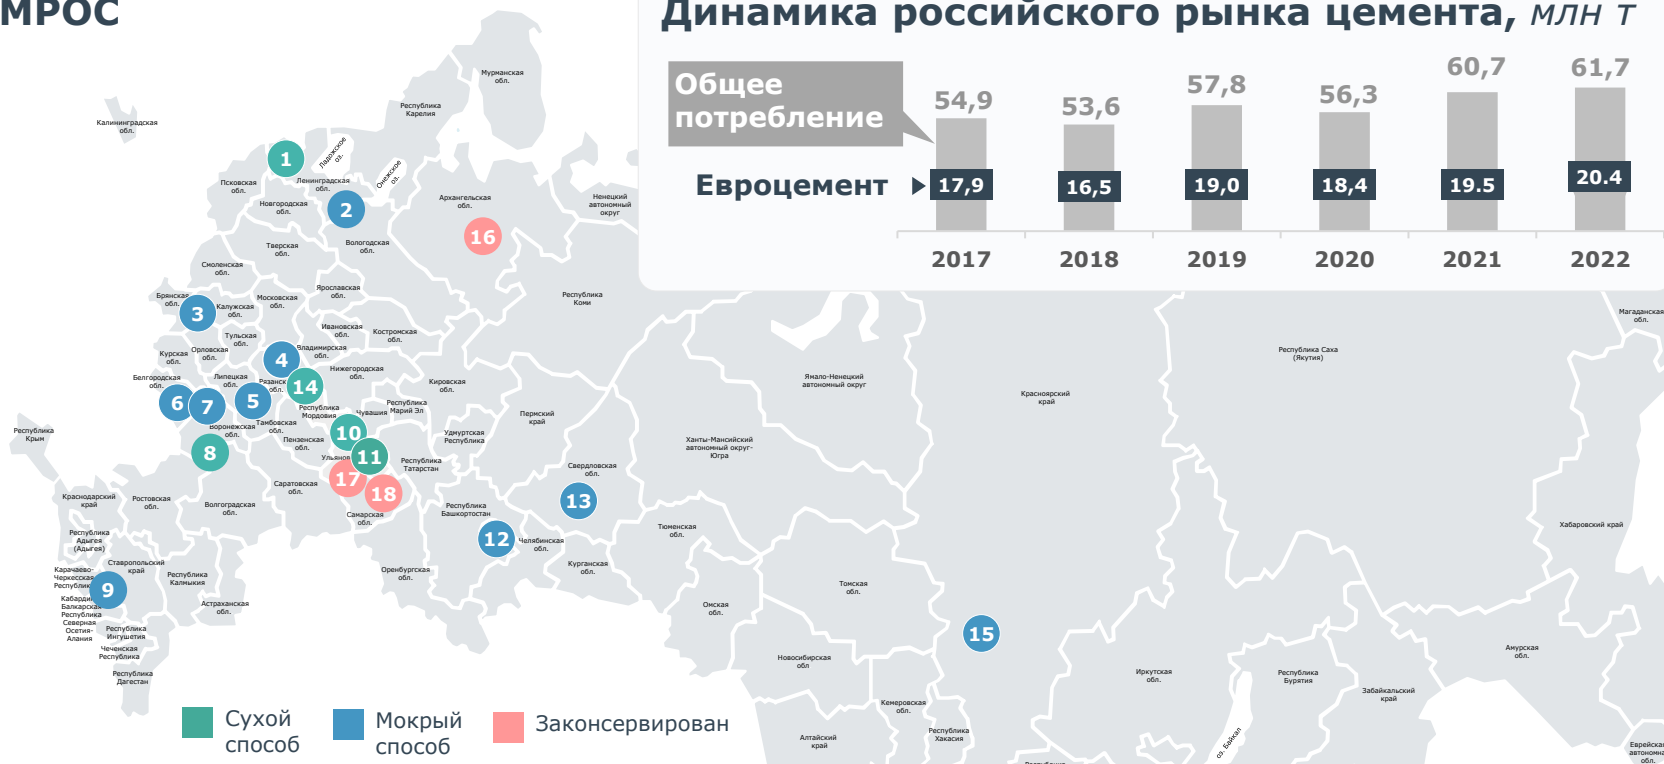 МРОС
Динамика российского рынка цемента, млн т
Общее
потребление
54,9
53,6
57,8
56,3
60,7
61,7
Евроцемент
17,9
16,5
19,0
18,4
19.5
20.4
2017
2018
2019
2020
2021
2022
Мурманская
обл.
Республика
Карелия
Калининградская
обл.
1
Ладожское
оз.
Онежское
оз.
Псковская
обл.
Ленинградская
обл.
Новгородская
обл.
2
Архангельская
обл.
16
Ненецкий
автономный
округ
Тверская
обл.
Вологодская
обл.
Смоленская
обл.
Брянская
обл.
3
Калужская
обл.
Московская
обл.
Ярославская
обл.
Республика
Коми
Тульская
обл.
Ивановская
обл.
Костромская
обл.
Курская
обл.
Орловская
обл.
4
Владимирская
обл.
Нижегородская
обл.
Белгородская
обл.
Липецкая
обл.
обл.
14
Кировская
обл.
6
7
5
Республика
Мордовия
Чувашия
Республика
Марий Эл
Пермский
край
Воронежская
обл.
Тамбовская
обл.
10
Пензенская
обл.
Удмуртская
Республика
8
11
Республика
Татарстан
Республика
Крым
17
18
Саратовская
обл.
Самарская
обл.
Свердловская
обл.
13
Краснодарский
край
Ростовская
обл.
Волгоградская
обл.
Республика
Башкортостан
12
Челябинская
обл.
Курганская
обл.
Оренбургская
обл.
Республика
Адыгея
(Адыгея)
Ставропольский
край
Карачаево-
Черкесская
9
Республика
Калмыкия
Астраханская
обл.
Балкарская
Республика
Северная
Осетия-
Алания
Республика
Ингушетия
Чеченская
Республика
Республика
Дагестан
Ямало-Ненецкий
автономный округ
Ханты-Мансийский
автономный округ-
Югра
Тюменская
обл.
Омская
обл.
Томская
обл.
Новосибирская
обл
Кемеровская
обл.
Алтайский
край
Республика
Хакасия
Красноярский
край
15
Республика Саха
(Якутия)
Магаданская
обл.
Хабаровский край
Иркутская
обл.
оз. Байкал
Республика
Бурятия
Забайкальский
край
Амурская
обл.
обл.
Сухой
способ
Мокрый
способ
Законсервирован